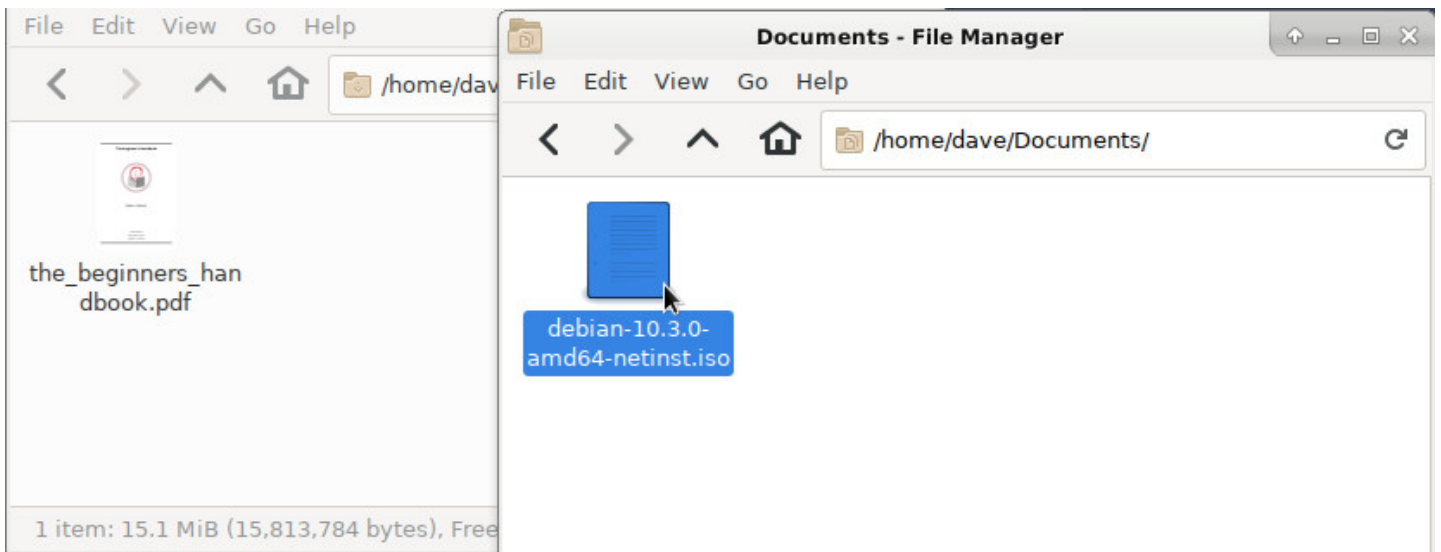 File Edit View Go Help
/home/dav
the_beginners_han
dbook.pdf
1 item: 15.1 MiB (15,813,784 bytes), Free
Documents - File Manager
File Edit View Go Help
/home/dave/Documents/
debian-10.3.0-
amd64-netinst.iso